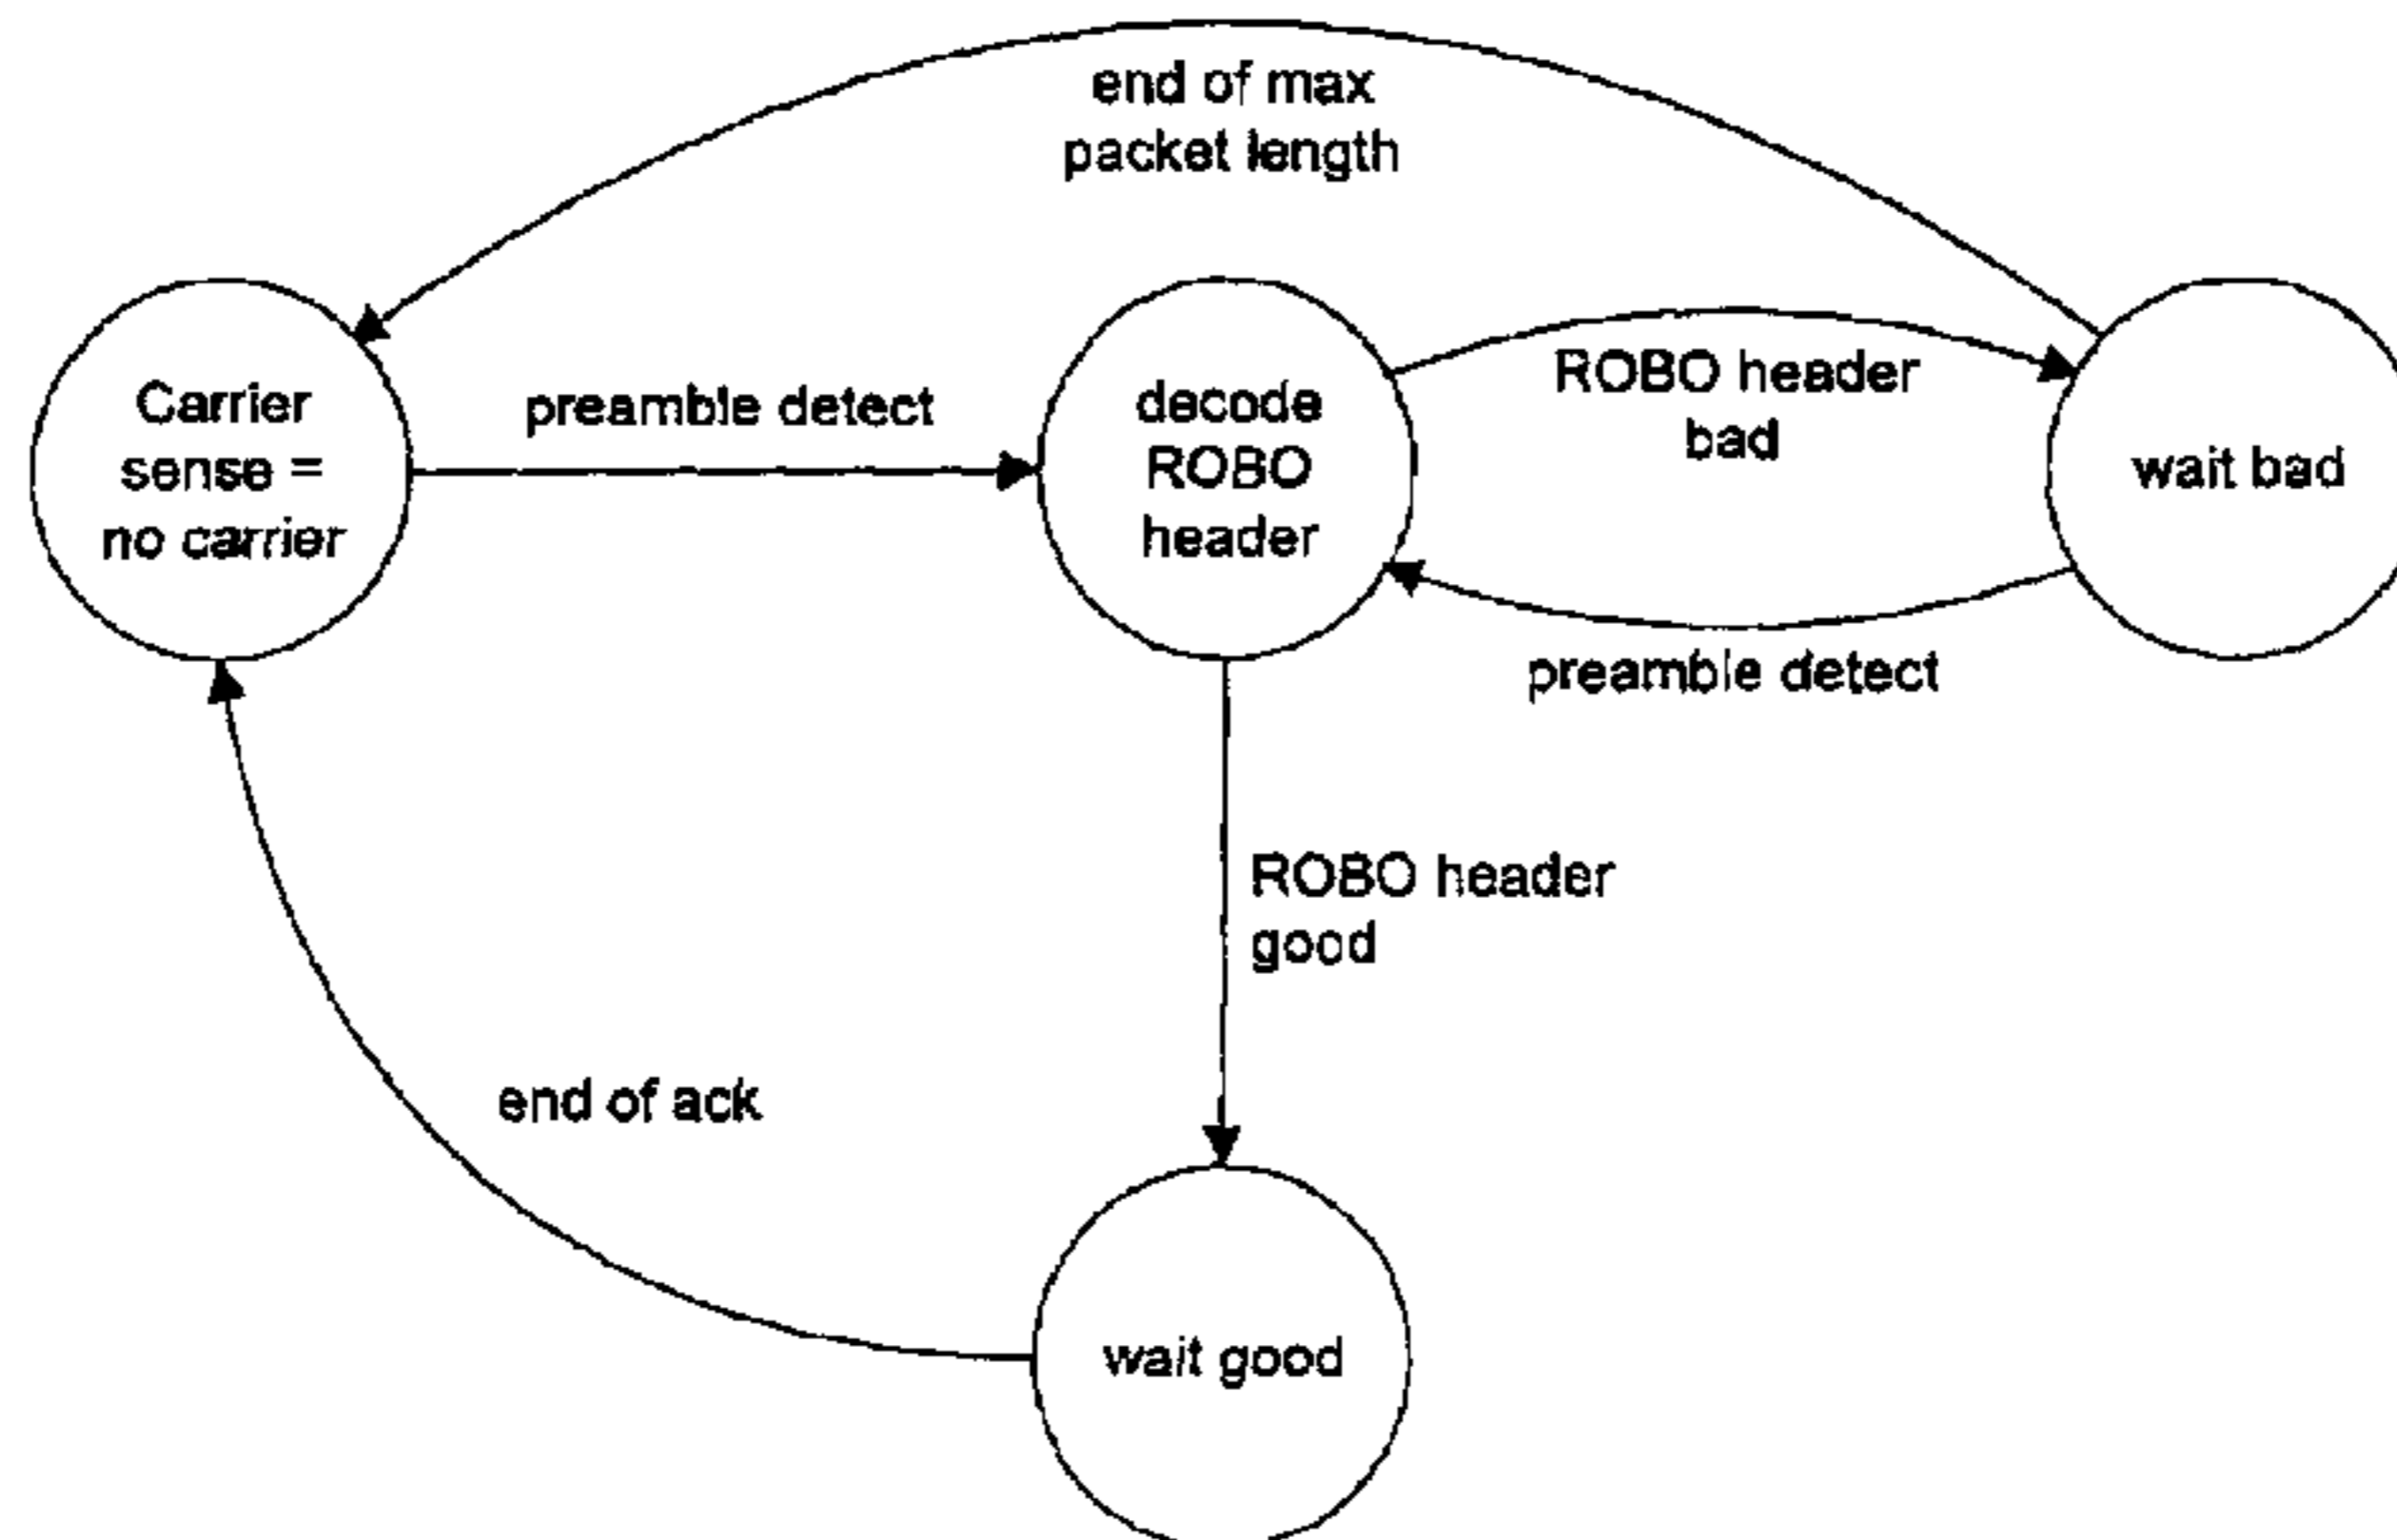 end of max
packet length
Carrier
sense =
no carrier
preamble detect
decode
ROBO
header
ROBO header
bad
wait bad
preamble detect
ROBO header
good
end of ack
wait good